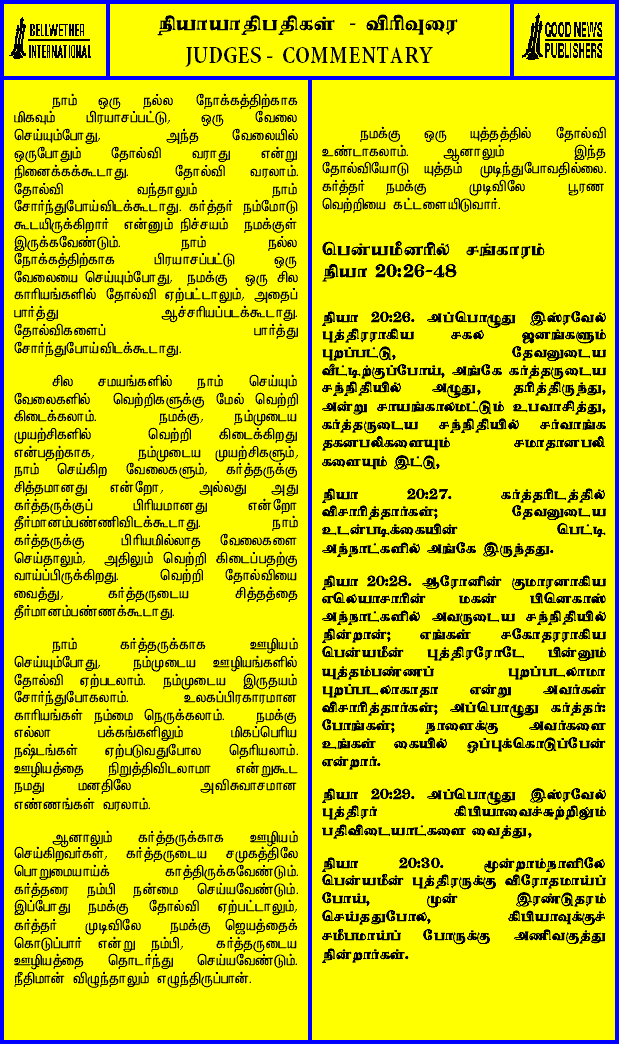 BELLWETHER
INTERNATIONAL
நியாயாதிபதிகள் - விரிவுரை
JUDGES - COMMENTARY
GOOD NEWS
PUBLISHERS
நாம் ஒரு நல்ல நோக்கத்திற்காக
மிகவும் பிரயாசப்பட்டு, ஒரு வேலை
செய்யும்போது, அந்த வேலையில்
ஒருபோதும் தோல்வி வராது என்று
நினைக்கக்கூடாது. தோல்வி வரலாம்.
தோல்வி வந்தாலும் நாம்
சோர்ந்துபோய்விடக்கூடாது. கர்த்தர் நம்மோடு
கூடயிருக்கிறார் என்னும் நிச்சயம் நமக்குள்
இருக்கவேண்டும். நாம் நல்ல
நோக்கத்திற்காக பிரயாசப்பட்டு ஒரு
வேலையை செய்யும்போது, நமக்கு ஒரு சில
காரியங்களில் தோல்வி ஏற்பட்டாலும், அதைப்
பார்த்து ஆச்சரியப்படக்கூடாது.
தோல்விகளைப் பார்த்து
சோர்ந்துபோய்விடக்கூடாது.
சில சமயங்களில் நாம் செய்யும்
வேலைகளில் வெற்றிகளுக்கு மேல் வெற்றி
கிடைக்கலாம். நமக்கு, நம்முடைய
முயற்சிகளில் வெற்றி கிடைக்கிறது
என்பதற்காக, நம்முடைய முயற்சிகளும்,
நாம் செய்கிற வேலைகளும், கர்த்தருக்கு
சித்தமானது என்றோ, அல்லது அது
கர்த்தருக்குப் பிரியமானது என்றோ
தீர்மானம்பண்ணிவிடக்கூடாது. நாம்
கர்த்தருக்கு பிரியமில்லாத வேலைகளை
செய்தாலும், அதிலும் வெற்றி கிடைப்பதற்கு
வாய்ப்பிருக்கிறது. வெற்றி தோல்வியை
வைத்து, கர்த்தருடைய சித்தத்தை
தீர்மானம்பண்ணக்கூடாது.
நாம் கர்த்தருக்காக ஊழியம்
செய்யும்போது, நம்முடைய ஊழியங்களில்
தோல்வி ஏற்படலாம். நம்முடைய இருதயம்
சோர்ந்துபோகலாம். உலகப்பிரகாரமான
காரியங்கள் நம்மை நெருக்கலாம். நமக்கு
எல்லா பக்கங்களிலும் மிகப்பெரிய
நஷ்டங்கள் ஏற்படுவதுபோல தெரியலாம்.
ஊழியத்தை நிறுத்திவிடலாமா என்றுகூட
நமது மனதிலே அவிசுவாசமான
எண்ணங்கள் வரலாம்.
ஆனாலும் கர்த்தருக்காக ஊழியம்
செய்கிறவர்கள், கர்த்தருடைய சமுகத்திலே
பொறுமையாய்க் காத்திருக்கவேண்டும்.
கர்த்தரை நம்பி நன்மை செய்யவேண்டும்.
இப்போது நமக்கு தோல்வி ஏற்பட்டாலும்,
கர்த்தர் முடிவிலே நமக்கு ஜெயத்தைக்
கொடுப்பார் என்று நம்பி, கர்த்தருடைய
ஊழியத்தை தொடர்ந்து செய்யவேண்டும்.
நீதிமான் விழுந்தாலும் எழுந்திருப்பான்.
நமக்கு ஒரு யுத்தத்தில் தோல்வி
உண்டாகலாம். ஆனாலும் இந்த
தோல்வியோடு யுத்தம் முடிந்துபோவதில்லை.
கர்த்தர் நமக்கு முடிவிலே பூரண
வெற்றியை கட்டளையிடுவார்.
பென்யமீனரில் சங்காரம்
நியா 20:26-48
நியா 20:26. அப்பொழுது இஸ்ரவேல்
புத்திரராகிய சகல ஜனங்களும்
புறப்பட்டு, தேவனுடைய
வீட்டிற்குப்போய், அங்கே கர்த்தருடைய
சந்நிதியில் அழுது, தரித்திருந்து,
அன்று சாயங்கால்மட்டும் உபவாசித்து,
கர்த்தருடைய சந்நிதியில் சர்வாங்க
தகனபலிகளையும் சமாதானபலி
களையும் இட்டு,
நியா 20:27. கர்த்தரிடத்தில்
விசாரித்தார்கள்; தேவனுடைய
உடன்படிக்கையின் பெட்டி
அந்நாட்களில் அங்கே இருந்தது.
நியா 20:28. ஆரோனின் குமாரனாகிய
எலெயாசாரின் மகன் பினெகாஸ்
அந்நாட்களில் அவருடைய சந்நிதியில்
நின்றான்; எங்கள் சகோதரராகிய
பென்யமீன் புத்திரரோடே பின்னும்
யுத்தம்பண்ணப் புறப்படலாமா
புறப்படலாகாதா என்று அவர்கள்
விசாரித்தார்கள்; அப்பொழுது கர்த்தர்:
போங்கள்; நாளைக்கு அவர்களை
உங்கள் கையில் ஒப்புக்கொடுப்பேன்
என்றார்.
நியா 20:29. அப்பொழுது இஸ்ரவேல்
புத்திரர் கிபியாவைச்சுற்றிலும்
பதிவிடையாட்களை வைத்து,
நியா 20:30. மூன்றாம்நாளிலே
பென்யமீன் புத்திரருக்கு விரோதமாய்ப்
போய், முன் இரண்டுதரம்
செய்ததுபோல், கிபியாவுக்குச்
சமீபமாய்ப் போருக்கு அணிவகுத்து
நின்றார்கள்.